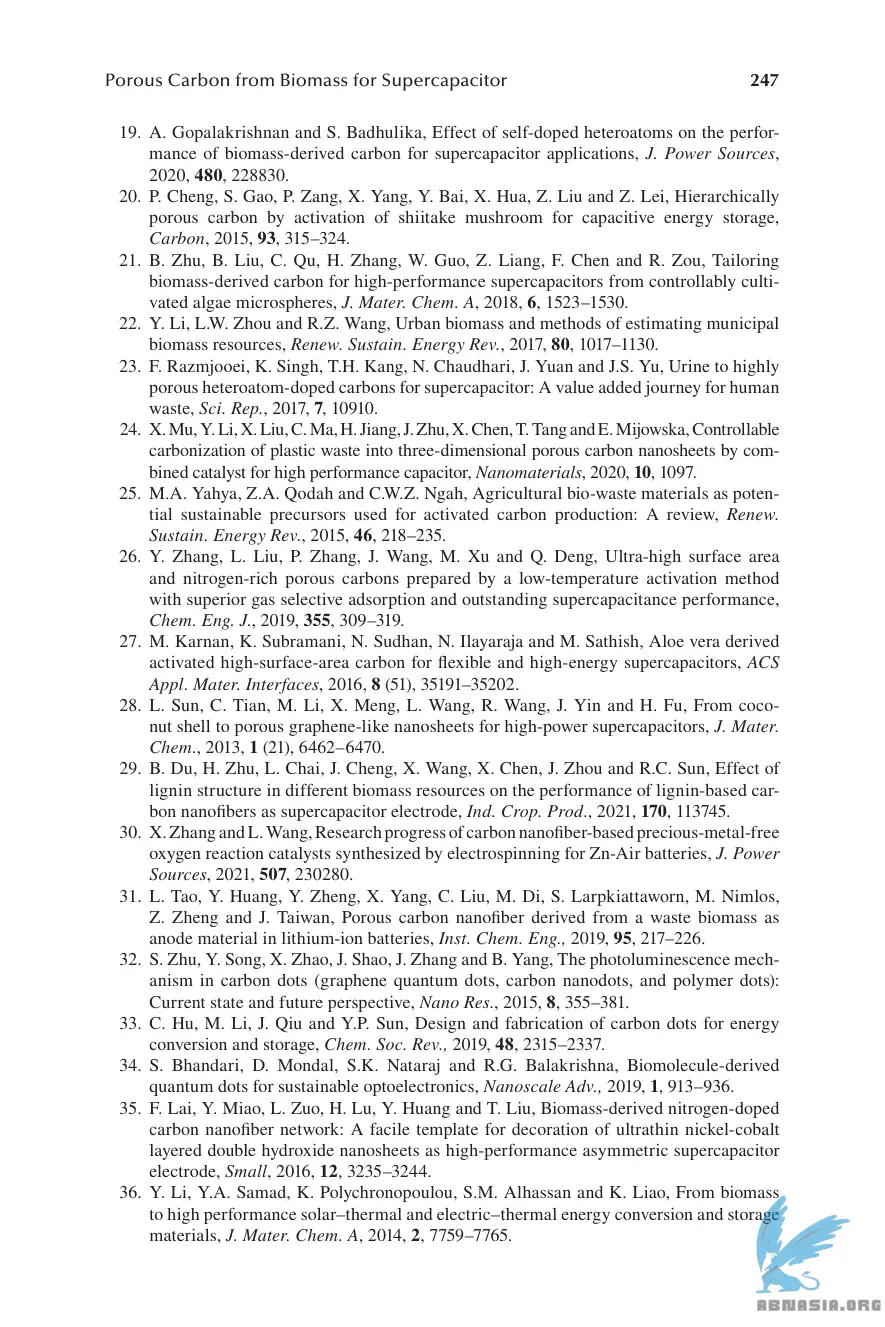 Porous Carbon from Biomass for Supercapacitor 247
19. A. Gopalakrishnan and S. Badhulika, Effect of self-doped heteroatoms on the perfor-
mance of biomass-derived carbon for supercapacitor applications, J. Power Sources,
2020, 480, 228830.
20. P. Cheng, S. Gao, P. Zang, X. Yang, Y. Bai, X. Hua, Z. Liu and Z. Lei, Hierarchically
porous carbon by activation of shiitake mushroom for capacitive energy storage,
Carbon, 2015, 93, 315–324.
21. B. Zhu, B. Liu, C. Qu, H. Zhang, W. Guo, Z. Liang, F. Chen and R. Zou, Tailoring
biomass-derived carbon for high-performance supercapacitors from controllably culti-
vated algae microspheres, J. Mater. Chem. A, 2018, 6, 1523–1530.
22. Y. Li, L.W. Zhou and R.Z. Wang, Urban biomass and methods of estimating municipal
biomass resources, Renew. Sustain. Energy Rev., 2017, 80, 1017–1130.
23. F. Razmjooei, K. Singh, T.H. Kang, N. Chaudhari, J. Yuan and J.S. Yu, Urine to highly
porous heteroatom-doped carbons for supercapacitor: A value added journey for human
waste, Sci. Rep., 2017, 7, 10910.
24. X. Mu, Y. Li, X. Liu, C. Ma, H. Jiang, J. Zhu, X. Chen, T. Tang and E. Mijowska, Controllable
carbonization of plastic waste into three-dimensional porous carbon nanosheets by com-
bined catalyst for high performance capacitor, Nanomaterials, 2020, 10, 1097.
25. M.A. Yahya, Z.A. Qodah and C.W.Z. Ngah, Agricultural bio-waste materials as poten-
tial sustainable precursors used for activated carbon production: A review, Renew.
Sustain. Energy Rev., 2015, 46, 218–235.
26. Y. Zhang, L. Liu, P. Zhang, J. Wang, M. Xu and Q. Deng, Ultra-high surface area
and nitrogen-rich porous carbons prepared by a low-temperature activation method
with superior gas selective adsorption and outstanding supercapacitance performance,
Chem. Eng. J., 2019, 355, 309–319.
27. M. Karnan, K. Subramani, N. Sudhan, N. Ilayaraja and M. Sathish, Aloe vera derived
activated high-surface-area carbon for flexible and high-energy supercapacitors, ACS
Appl. Mater. Interfaces, 2016, 8 (51), 35191–35202.
28. L. Sun, C. Tian, M. Li, X. Meng, L. Wang, R. Wang, J. Yin and H. Fu, From coco-
nut shell to porous graphene-like nanosheets for high-power supercapacitors, J. Mater.
Chem., 2013, 1 (21), 6462–6470.
29. B. Du, H. Zhu, L. Chai, J. Cheng, X. Wang, X. Chen, J. Zhou and R.C. Sun, Effect of
lignin structure in different biomass resources on the performance of lignin-based car-
bon nanofibers as supercapacitor electrode, Ind. Crop. Prod., 2021, 170, 113745.
30. X. Zhang and L. Wang, Research progress of carbon nanofiber-based precious-metal-free
oxygen reaction catalysts synthesized by electrospinning for Zn-Air batteries, J. Power
Sources, 2021, 507, 230280.
31. L. Tao, Y. Huang, Y. Zheng, X. Yang, C. Liu, M. Di, S. Larpkiattaworn, M. Nimlos,
Z. Zheng and J. Taiwan, Porous carbon nanofiber derived from a waste biomass as
anode material in lithium-ion batteries, Inst. Chem. Eng., 2019, 95, 217–226.
32. S. Zhu, Y. Song, X. Zhao, J. Shao, J. Zhang and B. Yang, The photoluminescence mech-
anism in carbon dots (graphene quantum dots, carbon nanodots, and polymer dots):
Current state and future perspective, Nano Res., 2015, 8, 355–381.
33. C. Hu, M. Li, J. Qiu and Y.P. Sun, Design and fabrication of carbon dots for energy
conversion and storage, Chem. Soc. Rev., 2019, 48, 2315–2337.
34. S. Bhandari, D. Mondal, S.K. Nataraj and R.G. Balakrishna, Biomolecule-derived
quantum dots for sustainable optoelectronics, Nanoscale Adv., 2019, 1, 913–936.
35. F. Lai, Y. Miao, L. Zuo, H. Lu, Y. Huang and T. Liu, Biomass-derived nitrogen-doped
carbon nanofiber network: A facile template for decoration of ultrathin nickel-cobalt
layered double hydroxide nanosheets as high-performance asymmetric supercapacitor
electrode, Small, 2016, 12, 3235–3244.
36. Y. Li, Y.A. Samad, K. Polychronopoulou, S.M. Alhassan and K. Liao, From biomass
to high performance solar–thermal and electric–thermal energy conversion and storage
materials, J. Mater. Chem. A, 2014, 2, 7759–7765.
ABNASIA.ORG